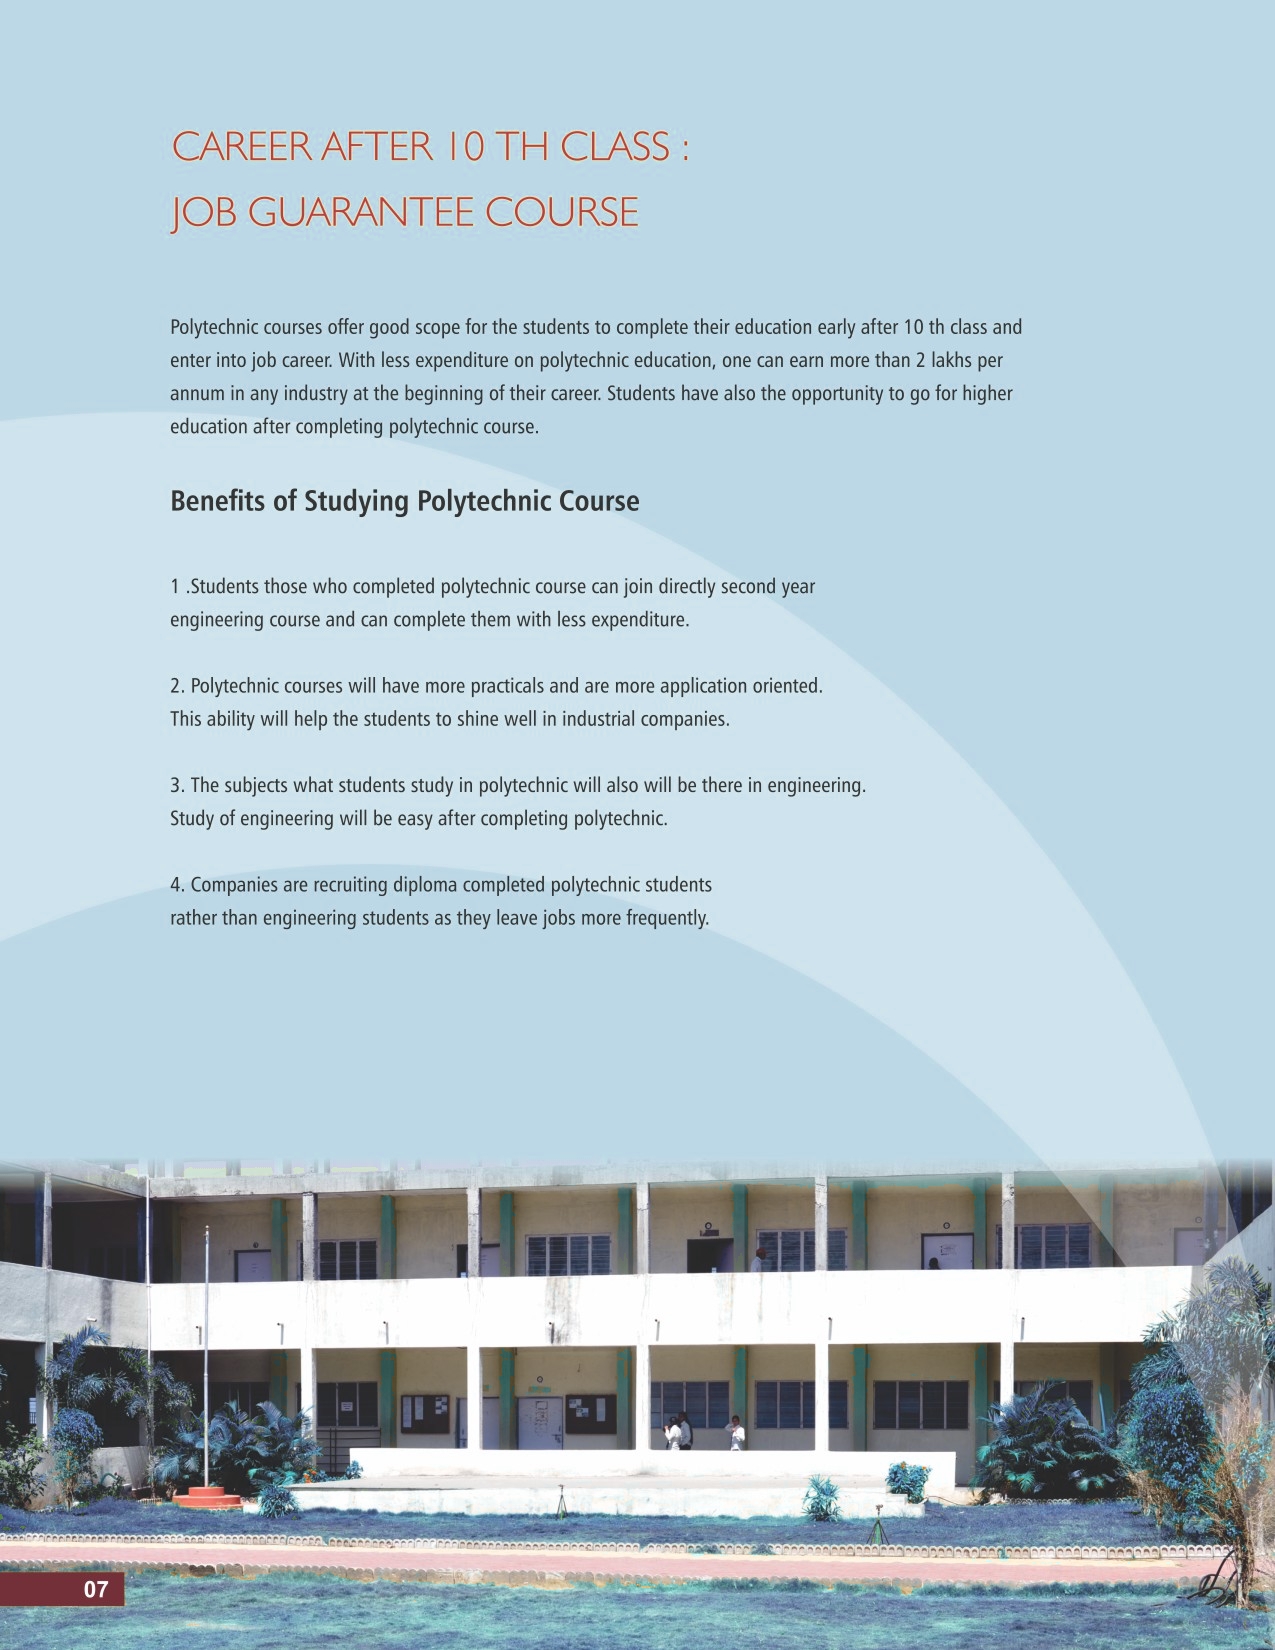 CAREER AFTER 10 TH CLASS :
JOB GUARANTEE COURSE
Polytechnic courses offer good scope for the students to complete their education early after 10 th class and
enter into job career. With less expenditure on polytechnic education, one can earn more than 2 lakhs per
annum in any industry at the beginning of their career. Students have also the opportunity to go for higher
education after completing polytechnic course.
Benefits of Studying Polytechnic Course
1 .Students those who completed polytechnic course can join directly second year
engineering course and can complete them with less expenditure.
2. Polytechnic courses will have more practicals and are more application oriented.
This ability will help the students to shine well in industrial companies.
3. The subjects what students study in polytechnic will also will be there in engineering.
Study of engineering will be easy after completing polytechnic.
4. Companies are recruiting diploma completed polytechnic students
rather than engineering students as they leave jobs more frequently.
07